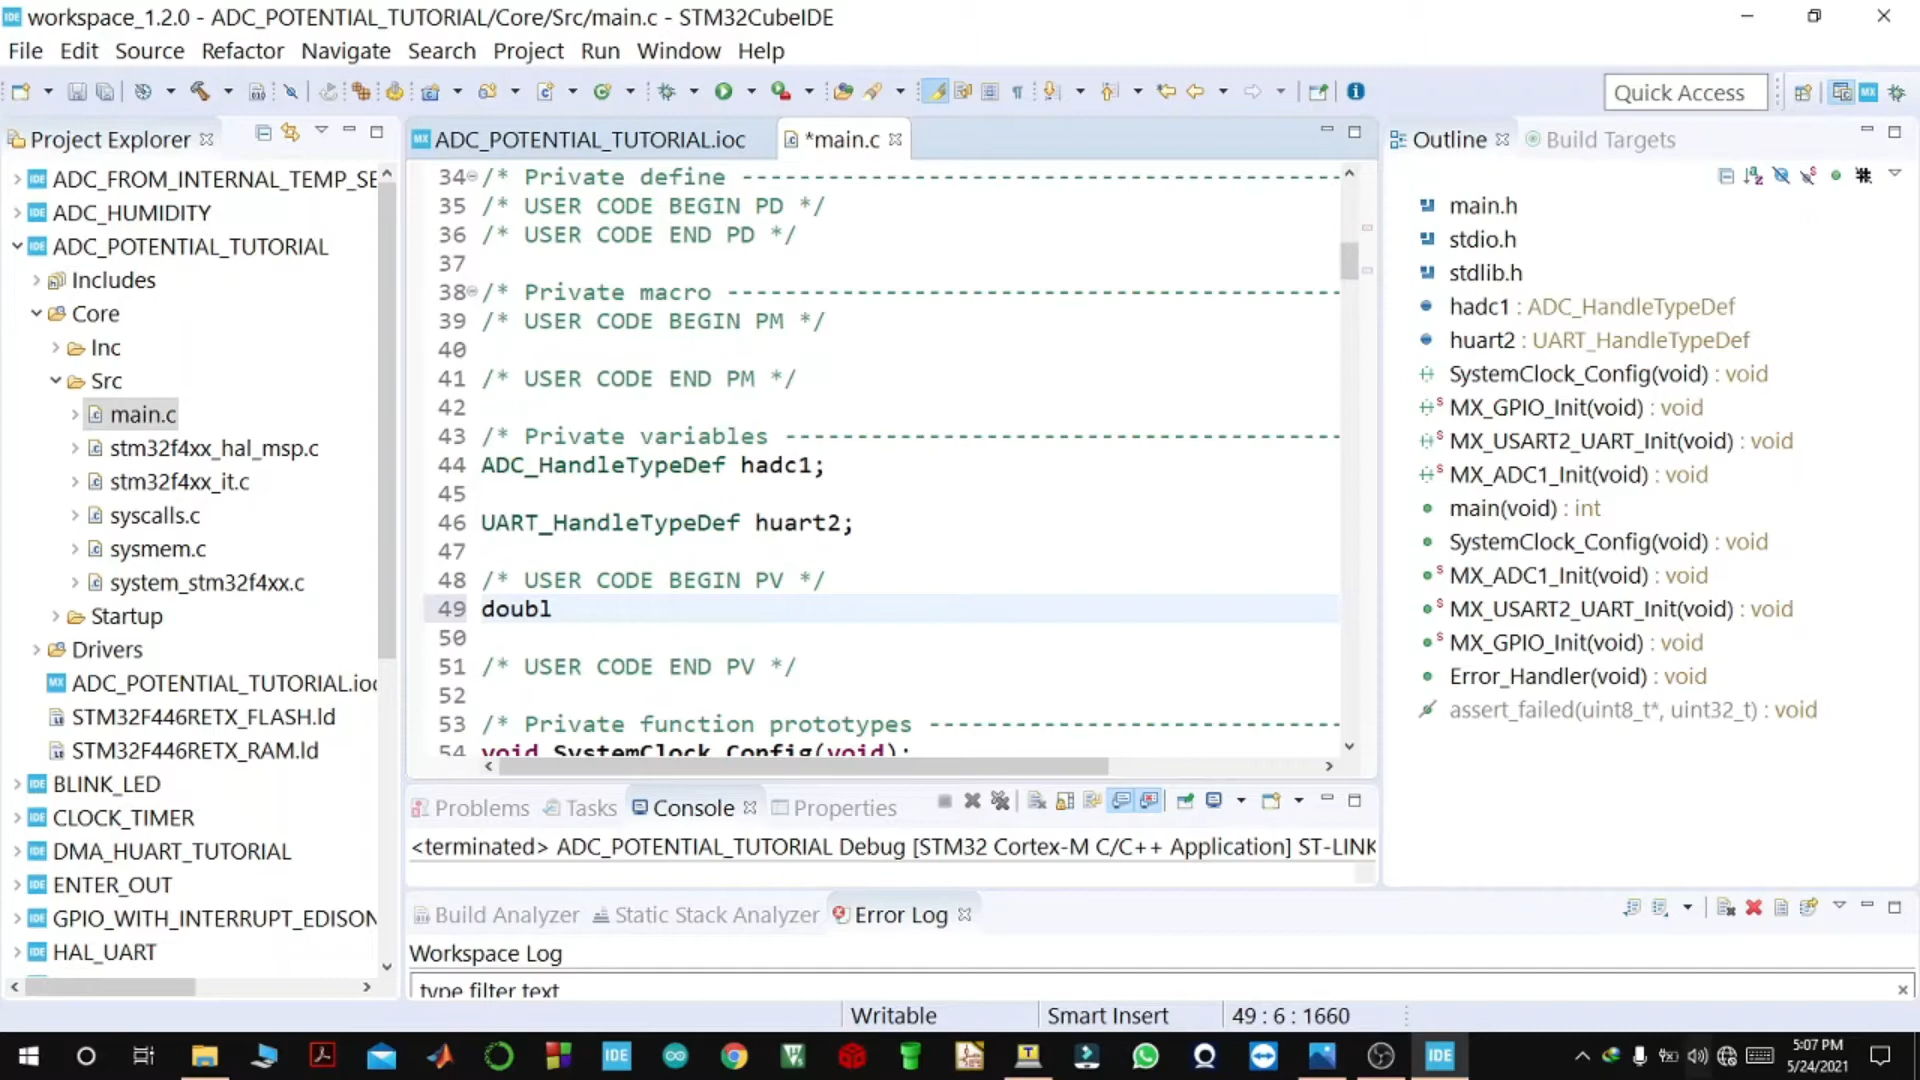 workspace_1.2.0 - ADC_POTENTIAL_TUTORIAL/Core/Src/main.c - STM32CubeIDE
File Edit Source Refactor Navigate Search Project Run Window Help
Quick Access
Project Explorer
ADC_FROM_INTERNAL_TEMP_SE
ADC_HUMIDITY
ADC_POTENTIAL_TUTORIAL
Includes
Core
Inc
Src
main.c
stm32f4xx_hal_msp.c
stm32f4xx_it.c
syscalls.c
sysmem.c
system_stm32f4xx.c
Startup
Drivers
ADC_POTENTIAL_TUTORIAL.ioc
STM32F446RETX_FLASH.ld
STM32F446RETX_RAM.ld
BLINK_LED
CLOCK_TIMER
DMA_HUART_TUTORIAL
ENTER_OUT
GPIO_WITH_INTERRUPT_EDISON
HAL_UART
ADC_POTENTIAL_TUTORIAL.ioc
*main.c
34 /* Private define ------------------------------------------
35 /* USER CODE BEGIN PD */
36 /* USER CODE END PD */
37
38 /* Private macro -------------------------------------------
39 /* USER CODE BEGIN PM */
40
41 /* USER CODE END PM */
42
43 /* Private variables ---------------------------------------
44 ADC_HandleTypeDef hadc1;
45
46 UART_HandleTypeDef huart2;
47
48 /* USER CODE BEGIN PV */
49 doubl
50
51 /* USER CODE END PV */
52
53 /* Private function prototypes -----------------------------
54 void SystemClock_Config(void);
Outline
Build Targets
main.h
stdio.h
stdlib.h
hadc1 : ADC_HandleTypeDef
huart2 : UART_HandleTypeDef
SystemClock_Config(void) : void
MX_GPIO_Init(void) : void
MX_USART2_UART_Init(void) : void
MX_ADC1_Init(void) : void
main(void) : int
SystemClock_Config(void) : void
MX_ADC1_Init(void) : void
MX_USART2_UART_Init(void) : void
MX_GPIO_Init(void) : void
Error_Handler(void) : void
assert_failed(uint8_t*, uint32_t) : void
Problems Tasks Console Properties
<terminated> ADC_POTENTIAL_TUTORIAL Debug [STM32 Cortex-M C/C++ Application] ST-LINK
Build Analyzer Static Stack Analyzer Error Log
Workspace Log
type filter text
Writable Smart Insert 49 : 6 : 1660
5:07 PM
5/24/2021